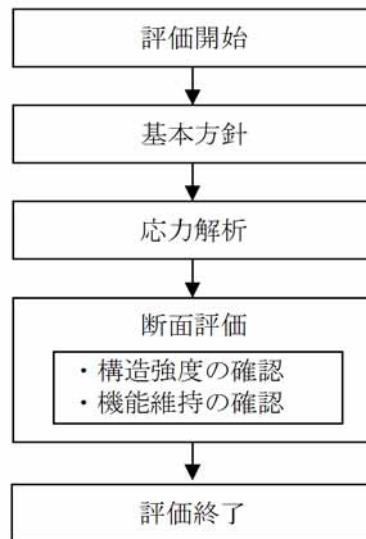 評価開始
基本方針
応力解析
断面評価
・構造強度の確認
・機能維持の確認
評価終了